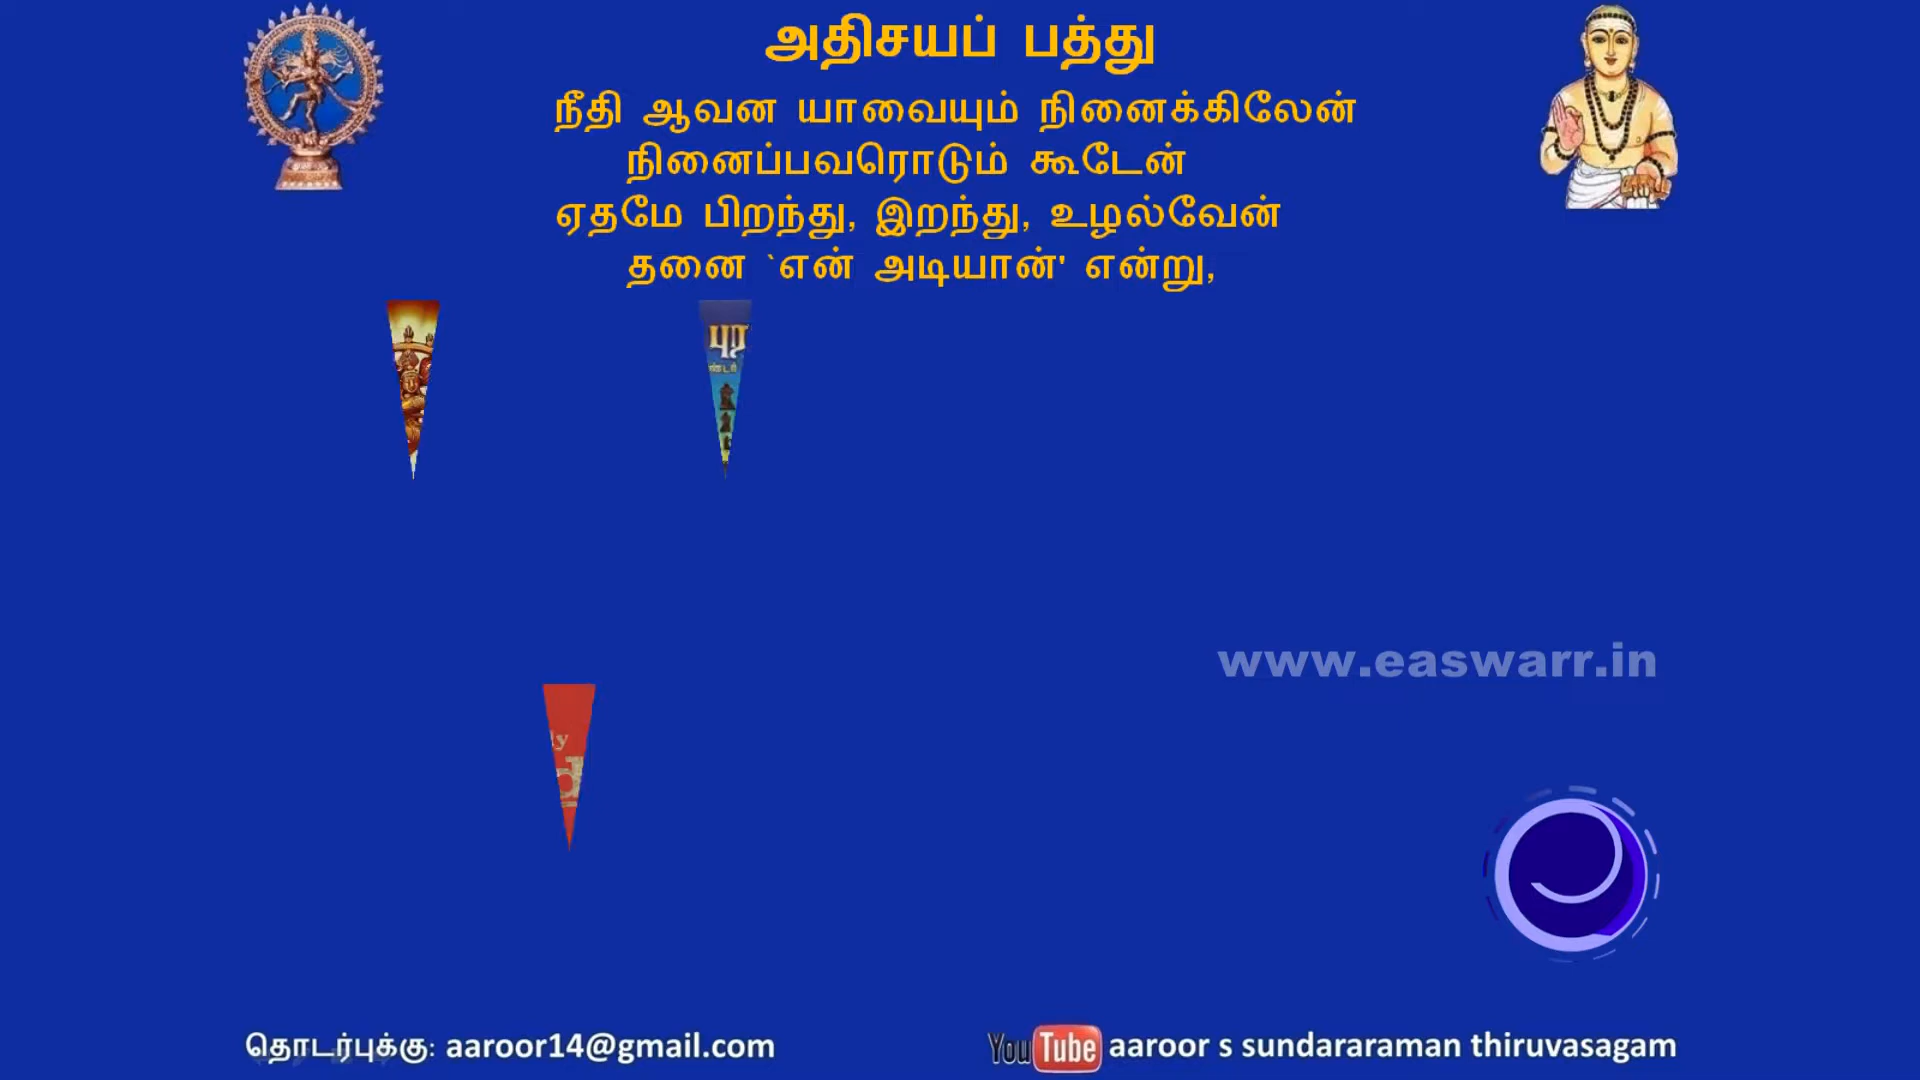 அதிசயப் பத்து
நீதி ஆவன யாவையும் நினைக்கிலேன்
நினைப்பவரொடும் கூடேன்
ஏதமே பிறந்து, இறந்து, உழல்வேன்
தனை `என் அடியான்' என்று,
புர
www.easwarr.in
ly
d
தொடர்புக்கு: aaroor14@gmail.com
YouTube aaroor s sundararaman thiruvasagam